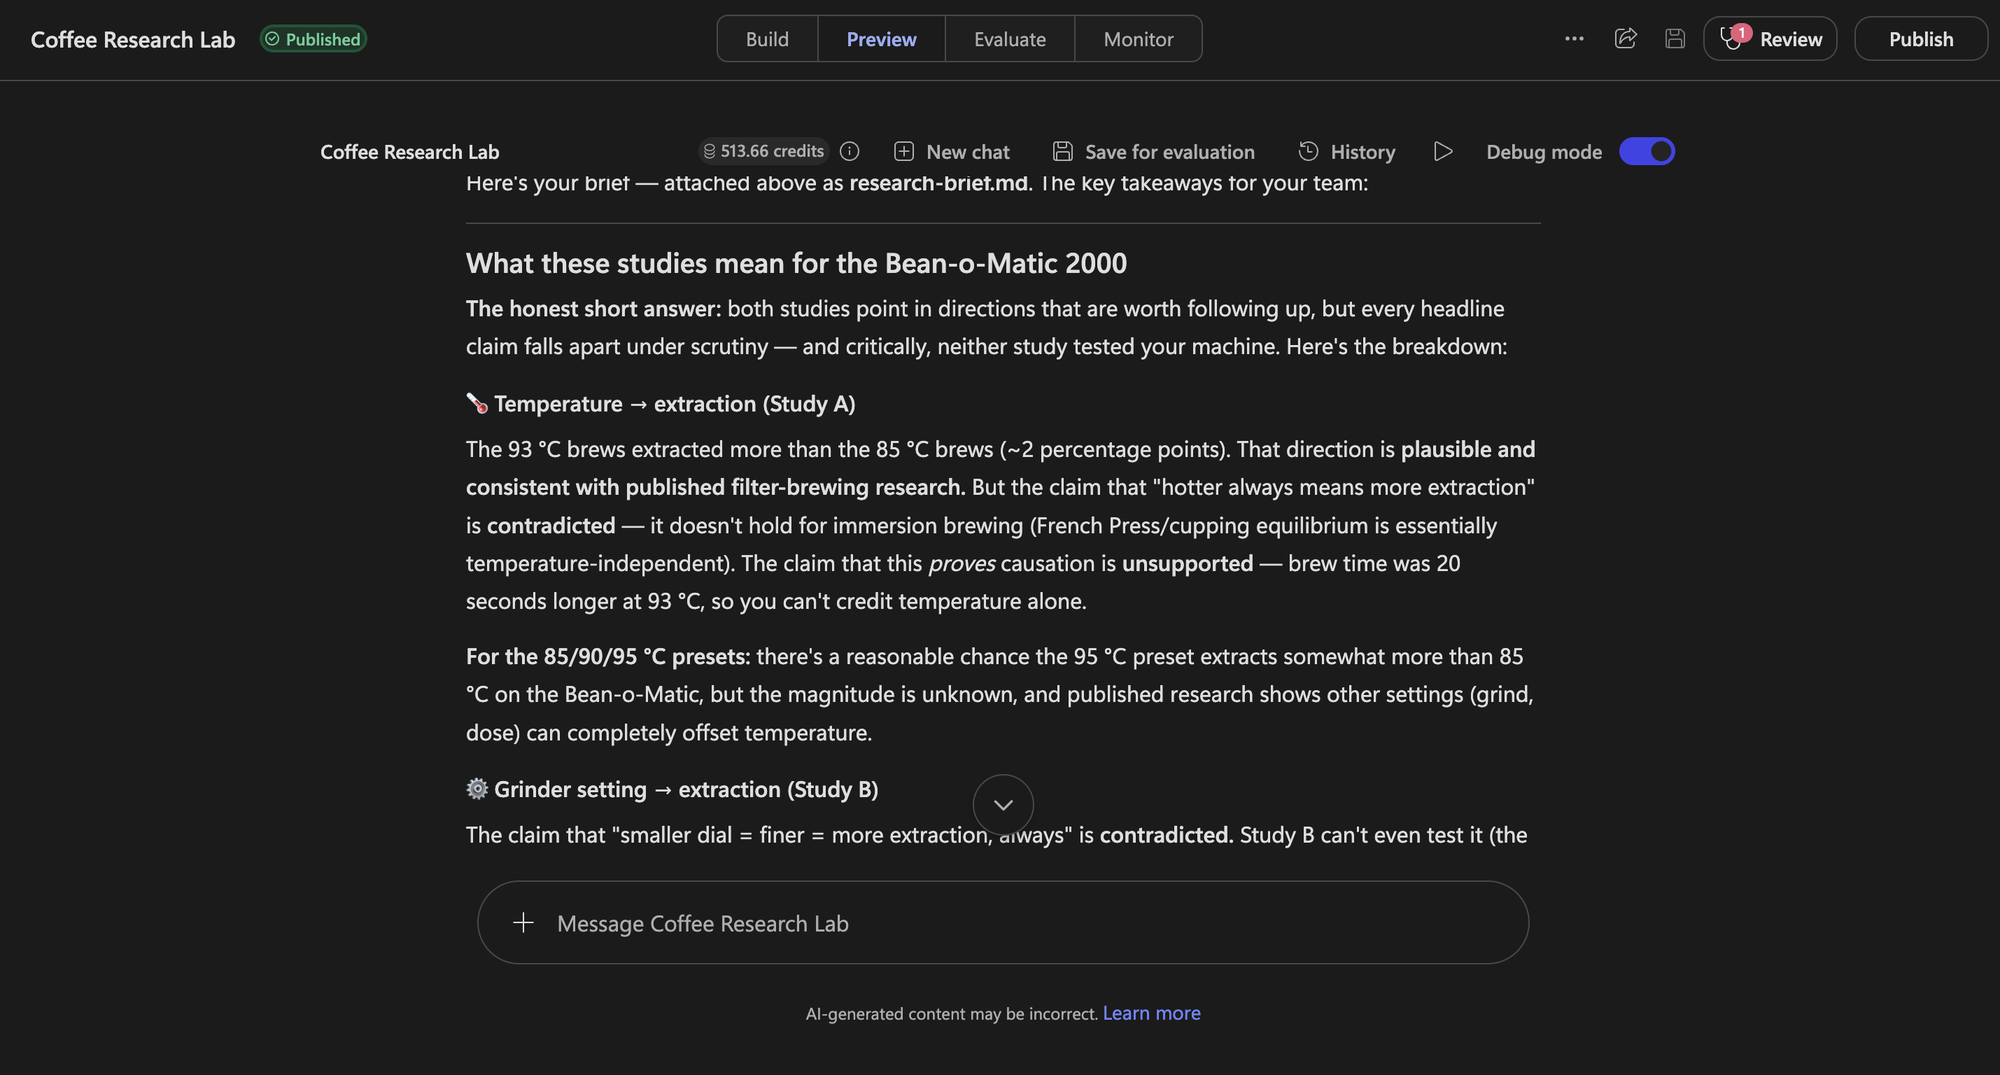 Coffee Research Lab
Published
Build
Preview
Evaluate
Monitor
1
Review
Publish
Coffee Research Lab
513.66 credits
New chat
Save for evaluation
History
Debug mode
Here's your brief — attached above as research-brief.md. The key takeaways for your team:
What these studies mean for the Bean-o-Matic 2000
The honest short answer: both studies point in directions that are worth following up, but every headline
claim falls apart under scrutiny — and critically, neither study tested your machine. Here's the breakdown:
🌡️ Temperature → extraction (Study A)
The 93 °C brews extracted more than the 85 °C brews (~2 percentage points). That direction is plausible and
consistent with published filter-brewing research. But the claim that "hotter always means more extraction"
is contradicted — it doesn't hold for immersion brewing (French Press/cupping equilibrium is essentially
temperature-independent). The claim that this proves causation is unsupported — brew time was 20
seconds longer at 93 °C, so you can't credit temperature alone.
For the 85/90/95 °C presets: there's a reasonable chance the 95 °C preset extracts somewhat more than 85
°C on the Bean-o-Matic, but the magnitude is unknown, and published research shows other settings (grind,
dose) can completely offset temperature.
⚙️ Grinder setting → extraction (Study B)
The claim that "smaller dial = finer = more extraction, always" is contradicted. Study B can't even test it (the
Message Coffee Research Lab
AI-generated content may be incorrect. Learn more